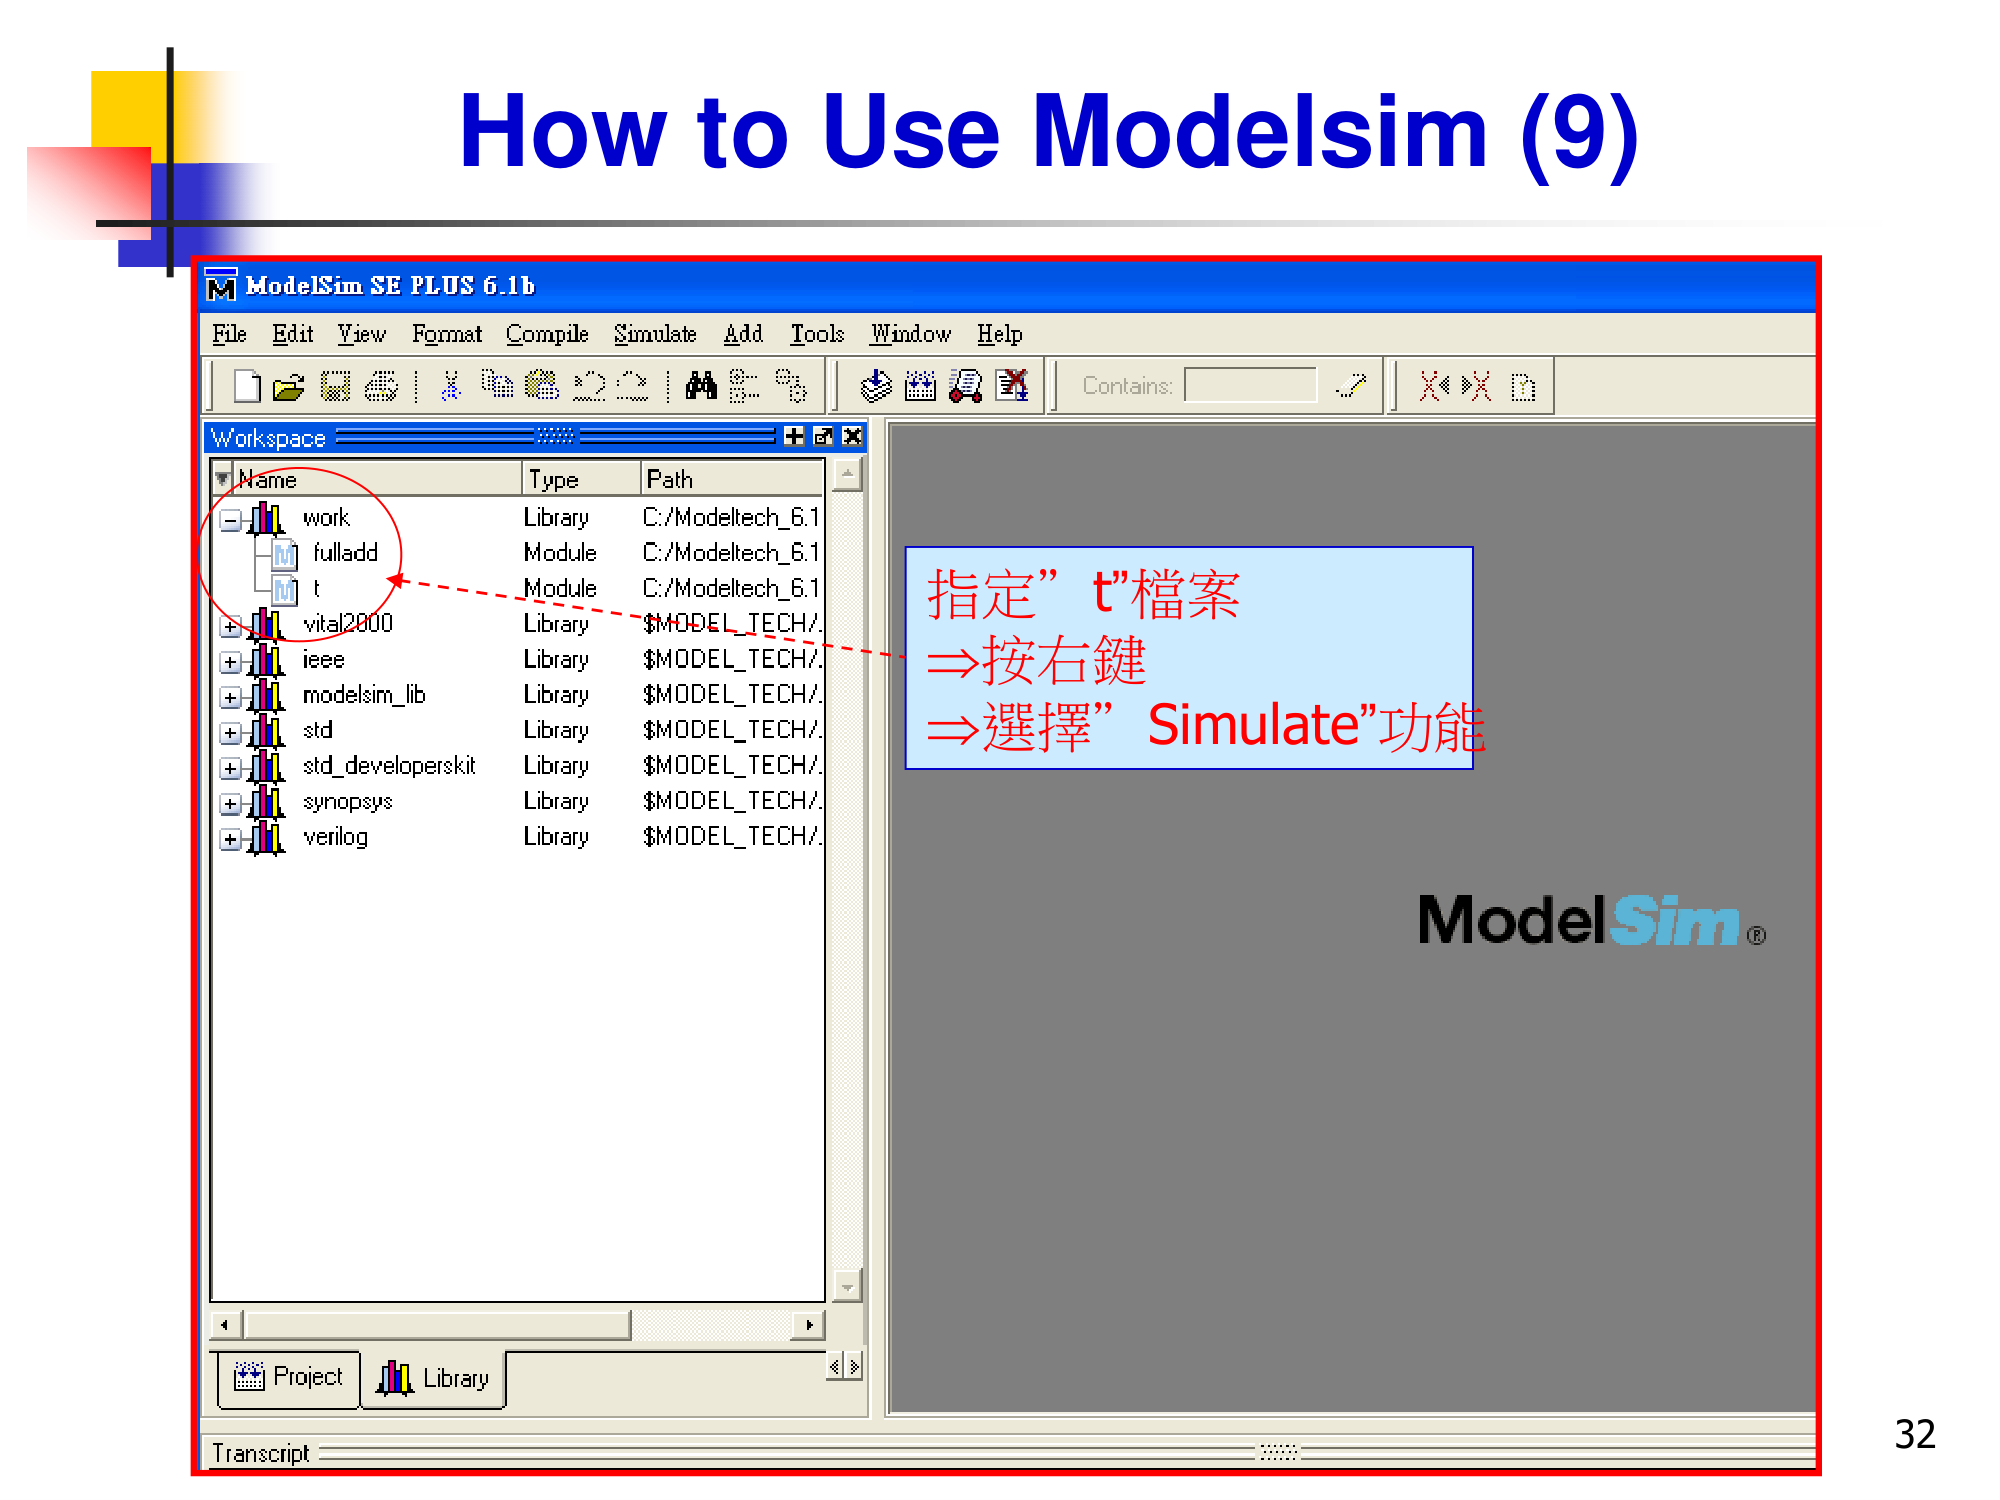 How to Use Modelsim (9)
ModelSim SE PLUS 6.1b
File Edit View Format Compile Simulate Add Tools Window Help
Contains:
Workspace
Name Type Path
work Library C:/Modeltech_6.1
fulladd Module C:/Modeltech_6.1
t Module C:/Modeltech_6.1
vital2000 Library $MODEL_TECH/.
ieee Library $MODEL_TECH/.
modelsim_lib Library $MODEL_TECH/.
std Library $MODEL_TECH/.
std_developerskit Library $MODEL_TECH/.
synopsys Library $MODEL_TECH/.
verilog Library $MODEL_TECH/.
指定” t”檔案
⇒按右鍵
⇒選擇” Simulate”功能
ModelSim®
Project Library
Transcript
32